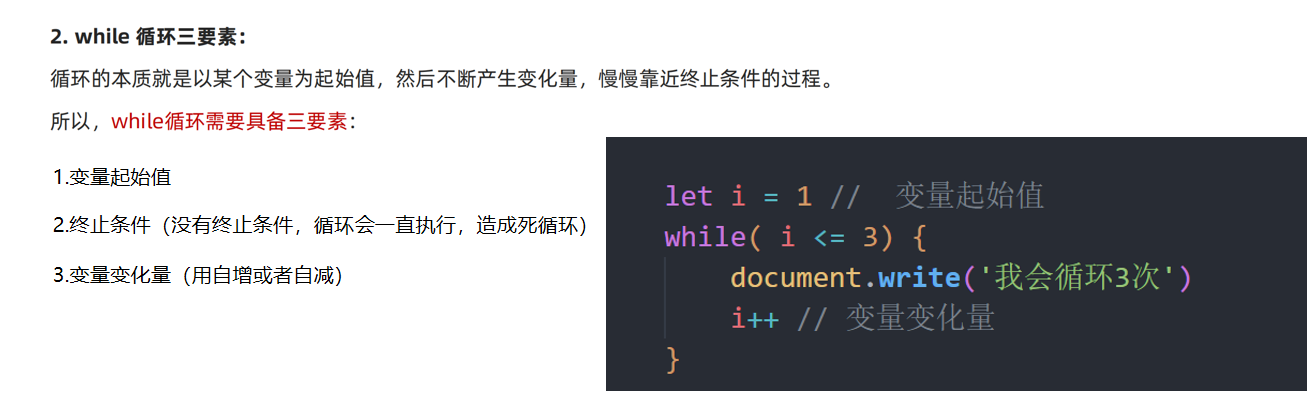 2. while 循环三要素：
循环的本质就是以某个变量为起始值，然后不断产生变化量，慢慢靠近终止条件的过程。
所以，while循环需要具备三要素：
1.变量起始值
2.终止条件（没有终止条件，循环会一直执行，造成死循环）
3.变量变化量（用自增或者自减）
let i = 1 //  变量起始值
while( i <= 3) {
    document.write('我会循环3次')
    i++ // 变量变化量
}